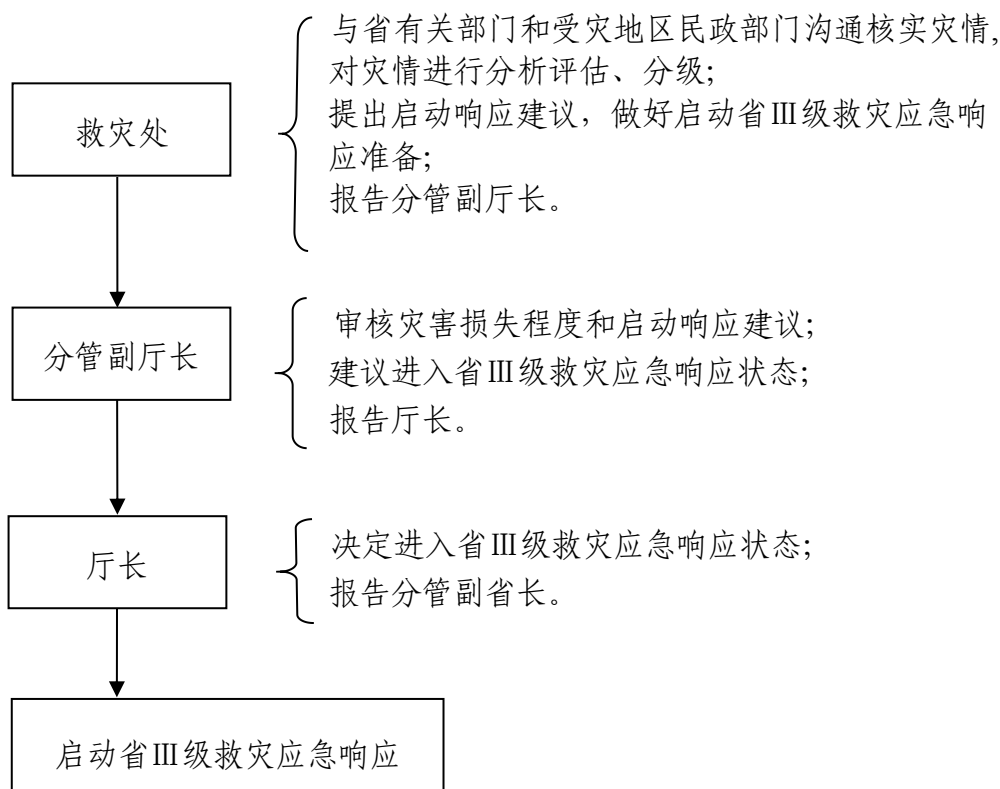 与省有关部门和受灾地区民政部门沟通核实灾情,
对灾情进行分析评估、分级;
救灾处
提出启动响应建议，做好启动省Ⅲ级救灾应急响
应准备;
报告分管副厅长。
审核灾害损失程度和启动响应建议;
分管副厅长
建议进入省Ⅲ级救灾应急响应状态;
报告厅长。
决定进入省Ⅲ级救灾应急响应状态;
厅长
报告分管副省长。
启动省Ⅲ级救灾应急响应